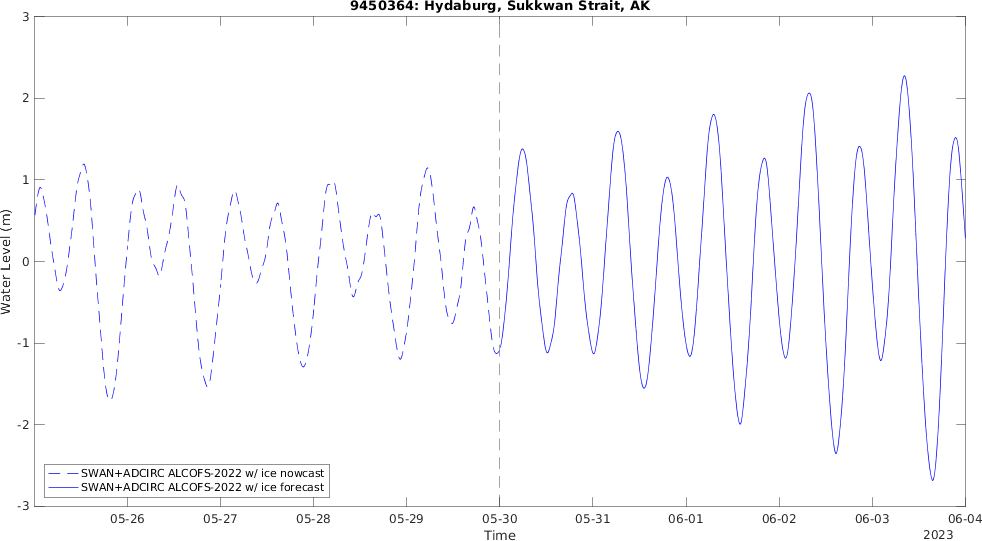 9450364: Hydaburg, Sukkwan Strait, AK
3
2
1
0
-1
-2
-3
Water Level (m)
SWAN+ADCIRC ALCOFS-2022 w/ ice nowcast
SWAN+ADCIRC ALCOFS-2022 w/ ice forecast
05-26 05-27 05-28 05-29 05-30 05-31 06-01 06-02 06-03 06-04
Time
2023